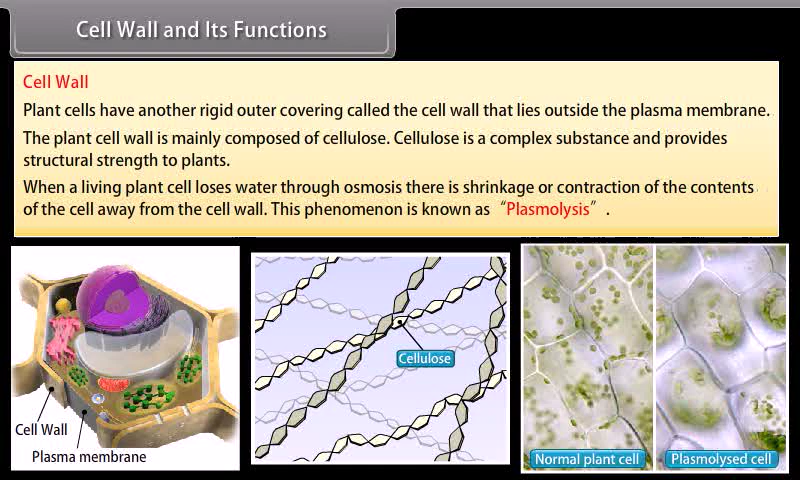 Cell Wall and Its Functions
Cell Wall
Plant cells have another rigid outer covering called the cell wall that lies outside the plasma membrane.
The plant cell wall is mainly composed of cellulose. Cellulose is a complex substance and provides
structural strength to plants.
When a living plant cell loses water through osmosis there is shrinkage or contraction of the contents
of the cell away from the cell wall. This phenomenon is known as “Plasmolysis” .
Cell Wall
Plasma membrane
Cellulose
Normal plant cell
Plasmolysed cell